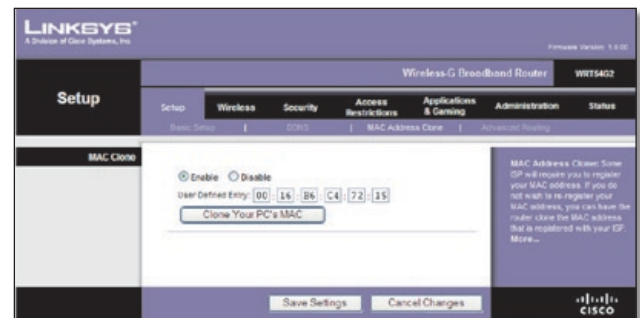 LINKSYS®
A Division of Cisco Systems, Inc.
Firmware Version: 1.0.00
Wireless-G Broadband Router WRT54G2
Setup
Setup Wireless Security Access Restrictions Applications & Gaming Administration Status
Basic Setup | DDNS | MAC Address Clone | Advanced Routing
MAC Clone
Enable Disable
User Defined Entry: 00 : 16 : B6 : C4 : 72 : 15
Clone Your PC's MAC
MAC Address Clone: Some
ISP will require you to register
your MAC address. If you do
not wish to re-register your
MAC address, you can have the
router clone the MAC address
that is registered with your ISP.
More...
Save Settings Cancel Changes
CISCO